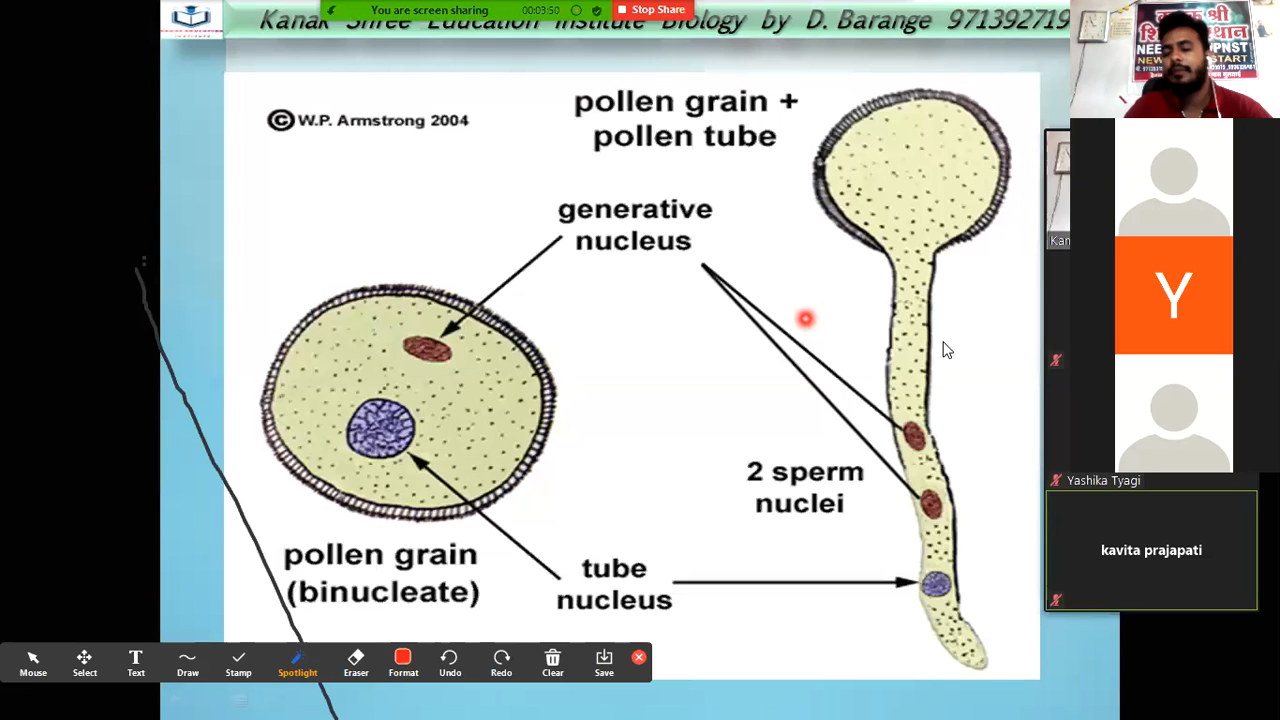 You are screen sharing
00:03:50
Stop Share
Kanak Shree Education Institute Biology by D. Barange 971392719
© W.P. Armstrong 2004
pollen grain +
pollen tube
generative
nucleus
2 sperm
nuclei
pollen grain
(binucleate)
tube
nucleus
Kan
Y
Yashika Tyagi
kavita prajapati
Mouse
Select
Text
Draw
Stamp
Spotlight
Eraser
Format
Undo
Redo
Clear
Save